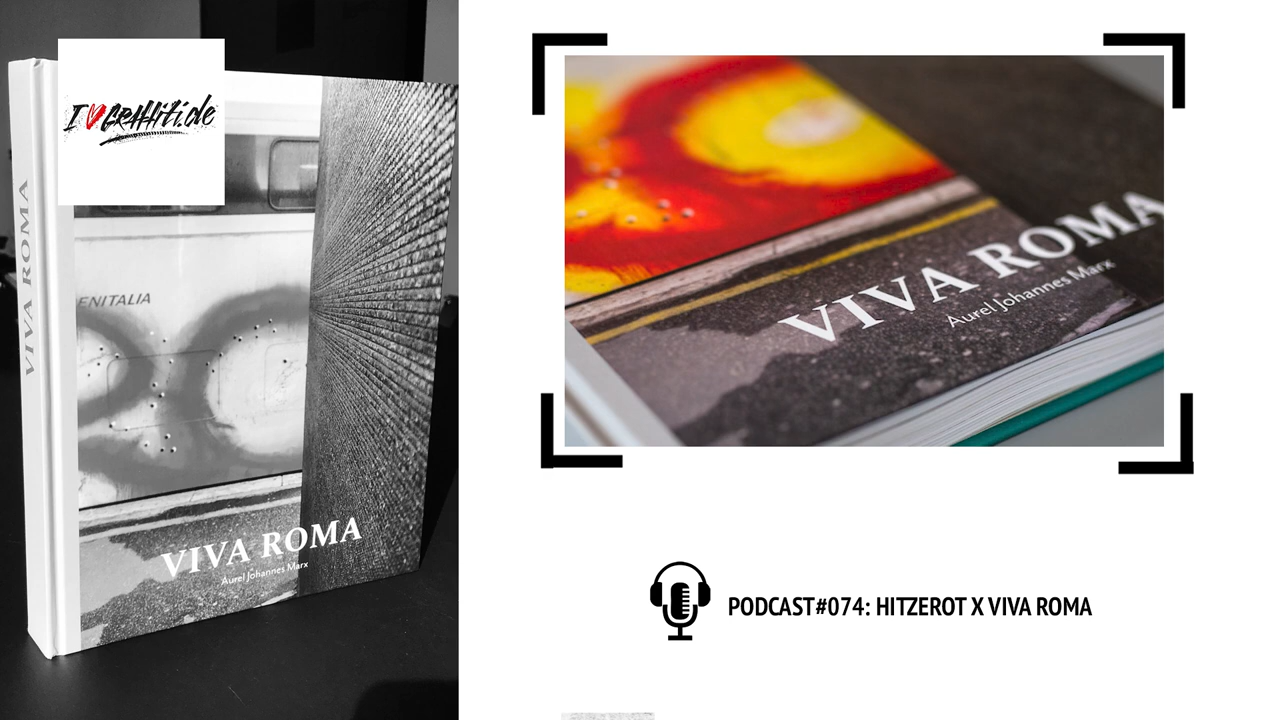 I ❤ GRAffiti.de
VIVA ROMA
ENITALIA
VIVA ROMA
Aurel Johannes Marx
VIVA ROMA
Aurel Johannes Marx
PODCAST#074: HITZEROT X VIVA ROMA